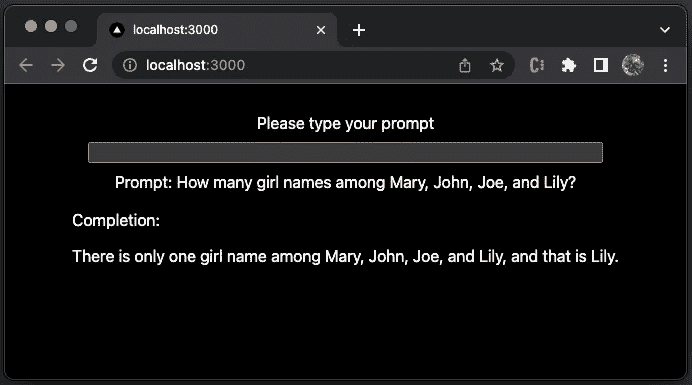 localhost:3000
localhost:3000
Please type your prompt
Prompt: How many girl names among Mary, John, Joe, and Lily?
Completion:
There is only one girl name among Mary, John, Joe, and Lily, and that is Lily.